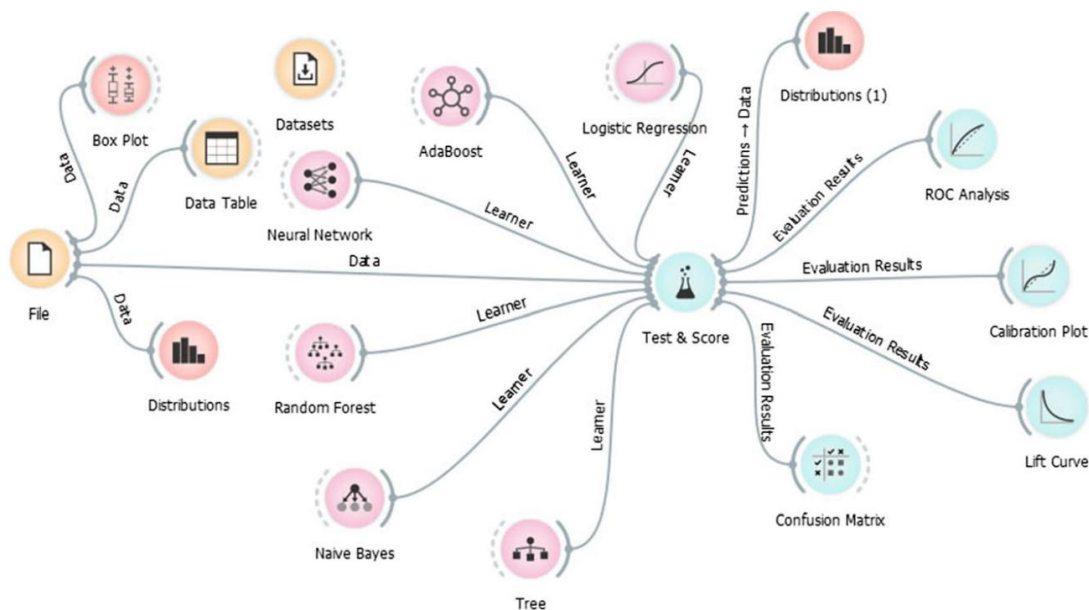 Distributions (1)
Box Plot
Datasets
AdaBoost
Logistic Regression
Data
Data
Data Table
Learner
Learner
Predictions → Data
Evaluation Results
ROC Analysis
Neural Network
Learner
Data
Evaluation Results
File
Data
Learner
Test & Score
Calibration Plot
Evaluation Results
Evaluation Results
Distributions
Random Forest
Learner
Learner
Lift Curve
Confusion Matrix
Naive Bayes
Tree